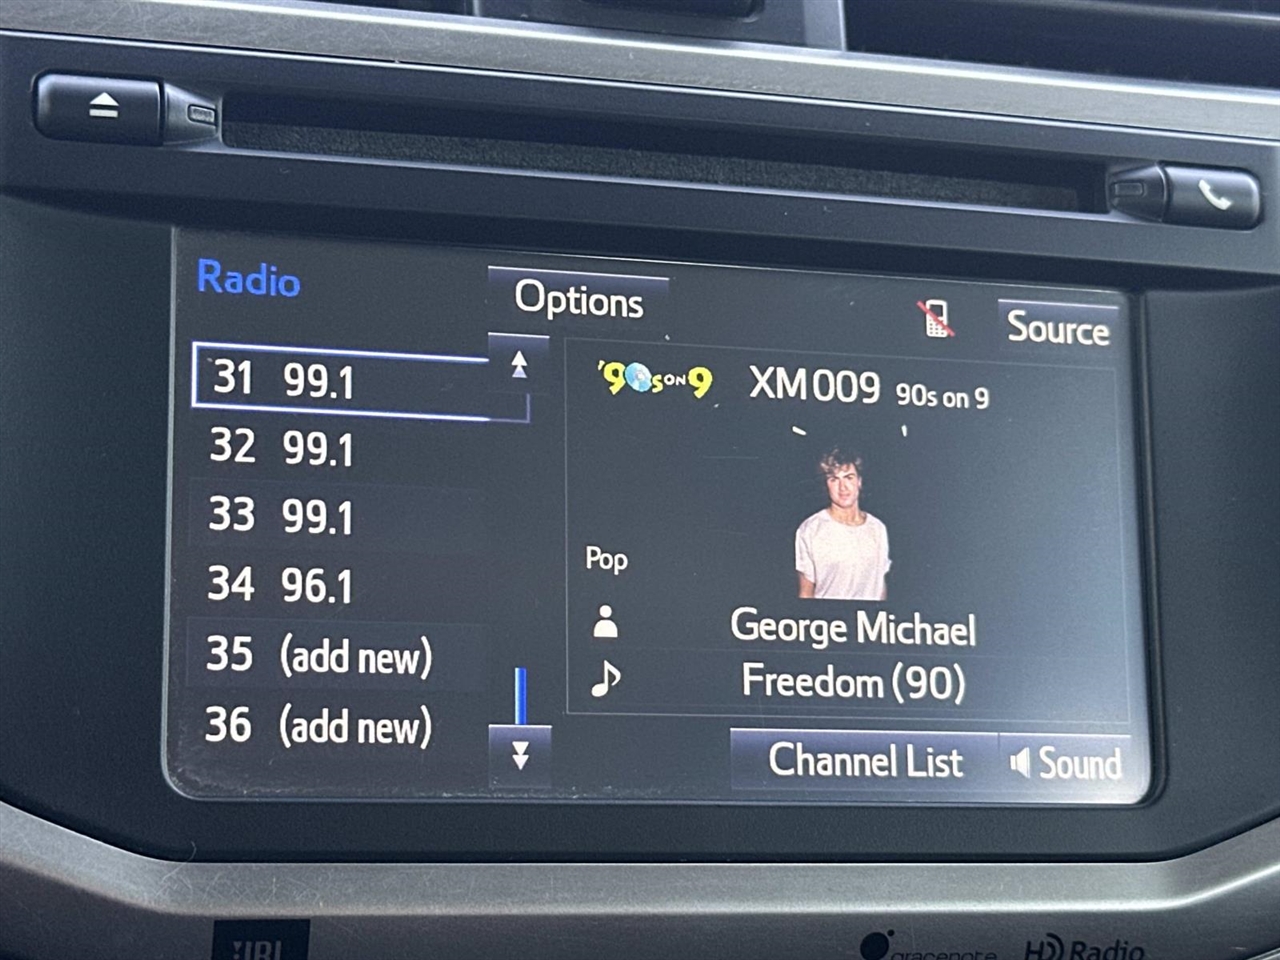 Radio
Options
Source
31 99.1
32 99.1
33 99.1
34 96.1
35 (add new)
36 (add new)
'90s ON 9
XM009 90s on 9
Pop
George Michael
Freedom (90)
Channel List
Sound
JBL
gracenote
HD Radio